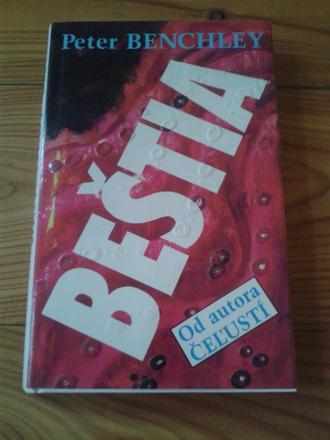 Peter BENCHLEY
BEŠTIA
Od autora
ČEĽUSTÍ